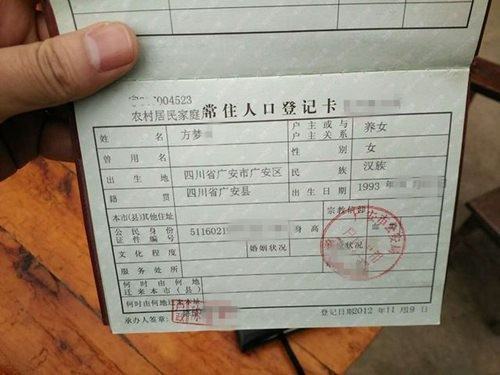 004523
农村居民家庭 常住人口登记卡
姓名 方梦 户主或与户主关系 养女
曾用名 性别 女
出生地 四川省广安市广安区 民族 汉族
籍贯 四川省广安县 出生日期 1993
本市(县)其他住址 宗教信仰
公民身份证件编号 5116021 身高
文化程度 婚姻状况 状况
服务处所
何时由何地迁来本市(县)
何时由何地迁来本址
承办人签章: 登记日期2012年11月9日